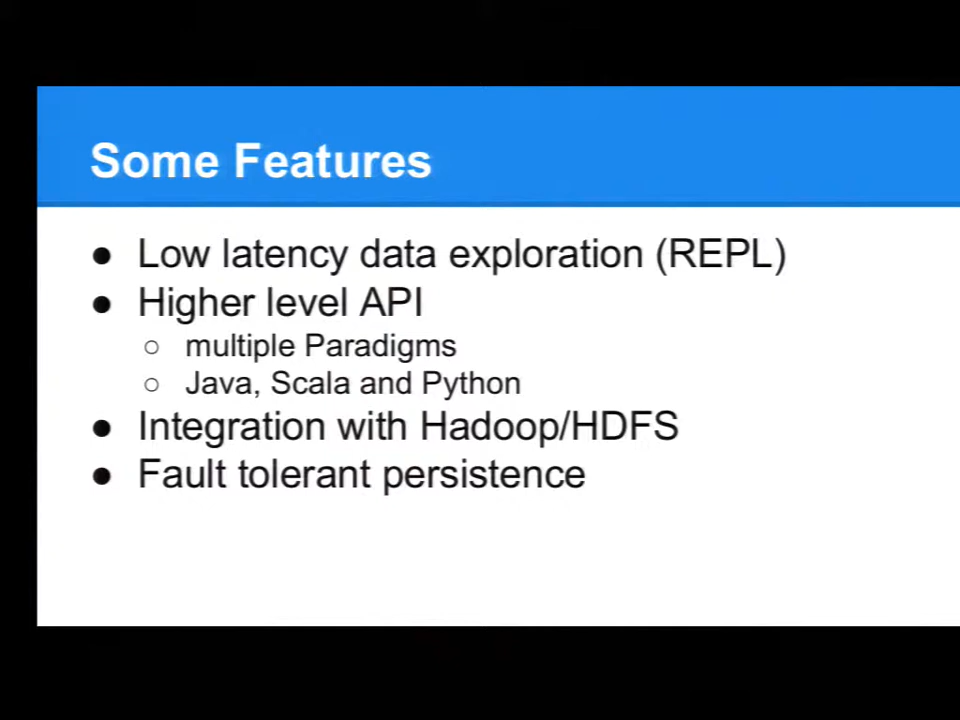 Some Features
● Low latency data exploration (REPL)
● Higher level API
○ multiple Paradigms
○ Java, Scala and Python
● Integration with Hadoop/HDFS
● Fault tolerant persistence